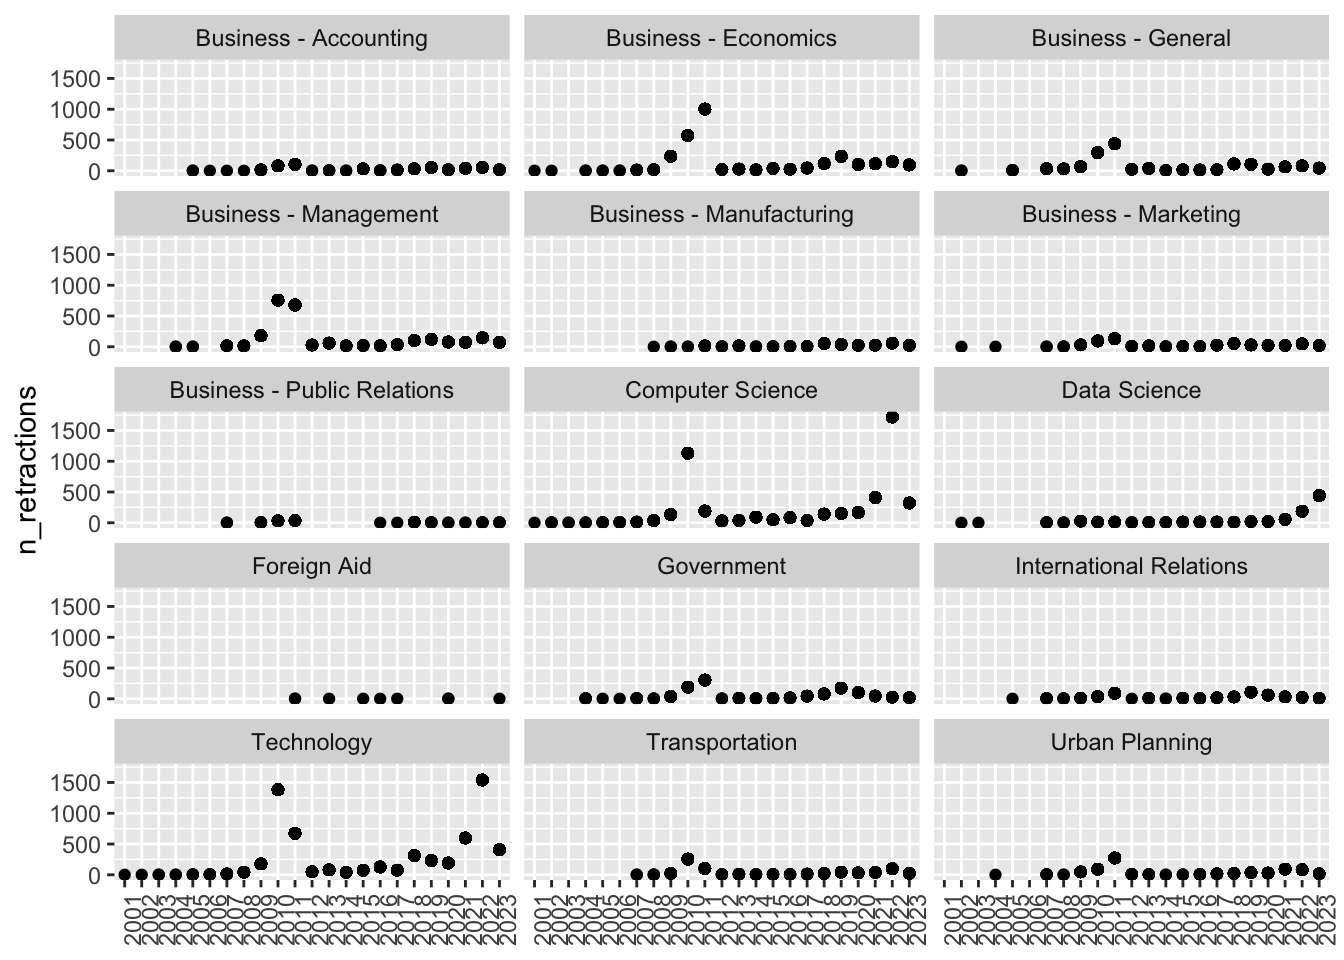 Business - Accounting
Business - Economics
Business - General
1500
1000
500
0
Business - Management
Business - Manufacturing
Business - Marketing
1500
1000
500
0
Business - Public Relations
Computer Science
Data Science
1500
1000
500
0
n_retractions
Foreign Aid
Government
International Relations
1500
1000
500
0
Technology
Transportation
Urban Planning
1500
1000
500
0
2001 2002 2003 2004 2005 2006 2007 2008 2009 2010 2011 2012 2013 2014 2015 2016 2017 2018 2019 2020 2021 2022 2023
2001 2002 2003 2004 2005 2006 2007 2008 2009 2010 2011 2012 2013 2014 2015 2016 2017 2018 2019 2020 2021 2022 2023
2001 2002 2003 2004 2005 2006 2007 2008 2009 2010 2011 2012 2013 2014 2015 2016 2017 2018 2019 2020 2021 2022 2023